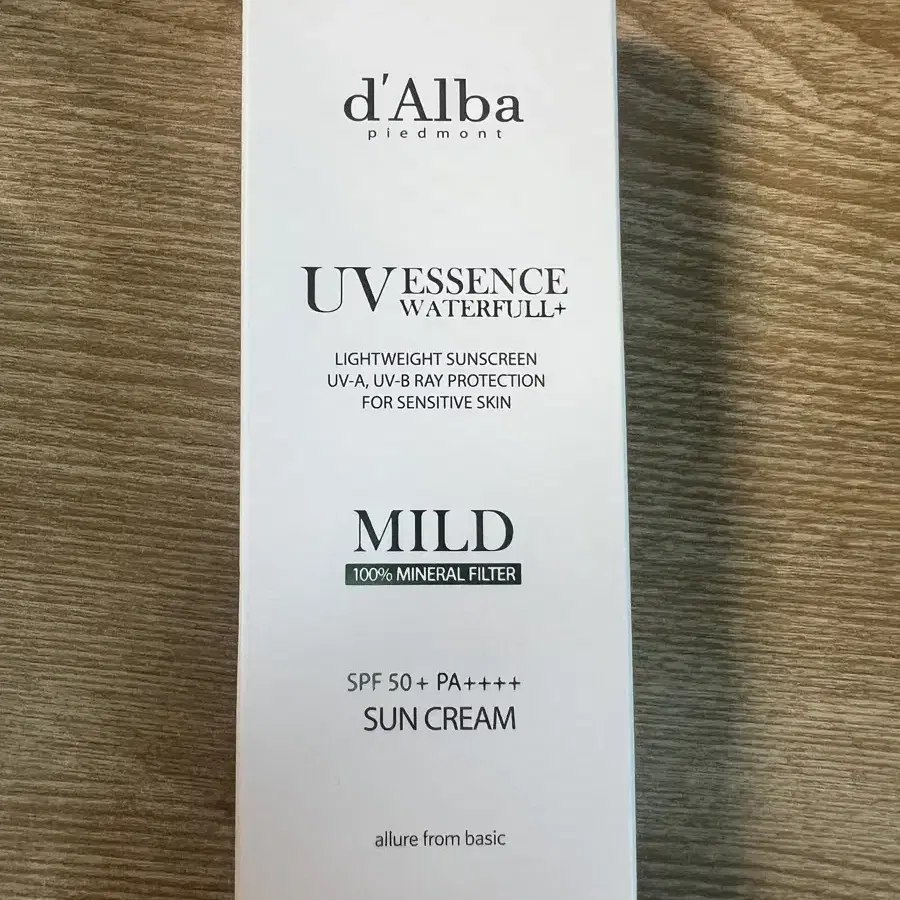 d'Alba
piedmont
UV ESSENCE
WATERFULL+
LIGHTWEIGHT SUNSCREEN
UV-A, UV-B RAY PROTECTION
FOR SENSITIVE SKIN
MILD
100% MINERAL FILTER
SPF 50+ PA++++
SUN CREAM
allure from basic